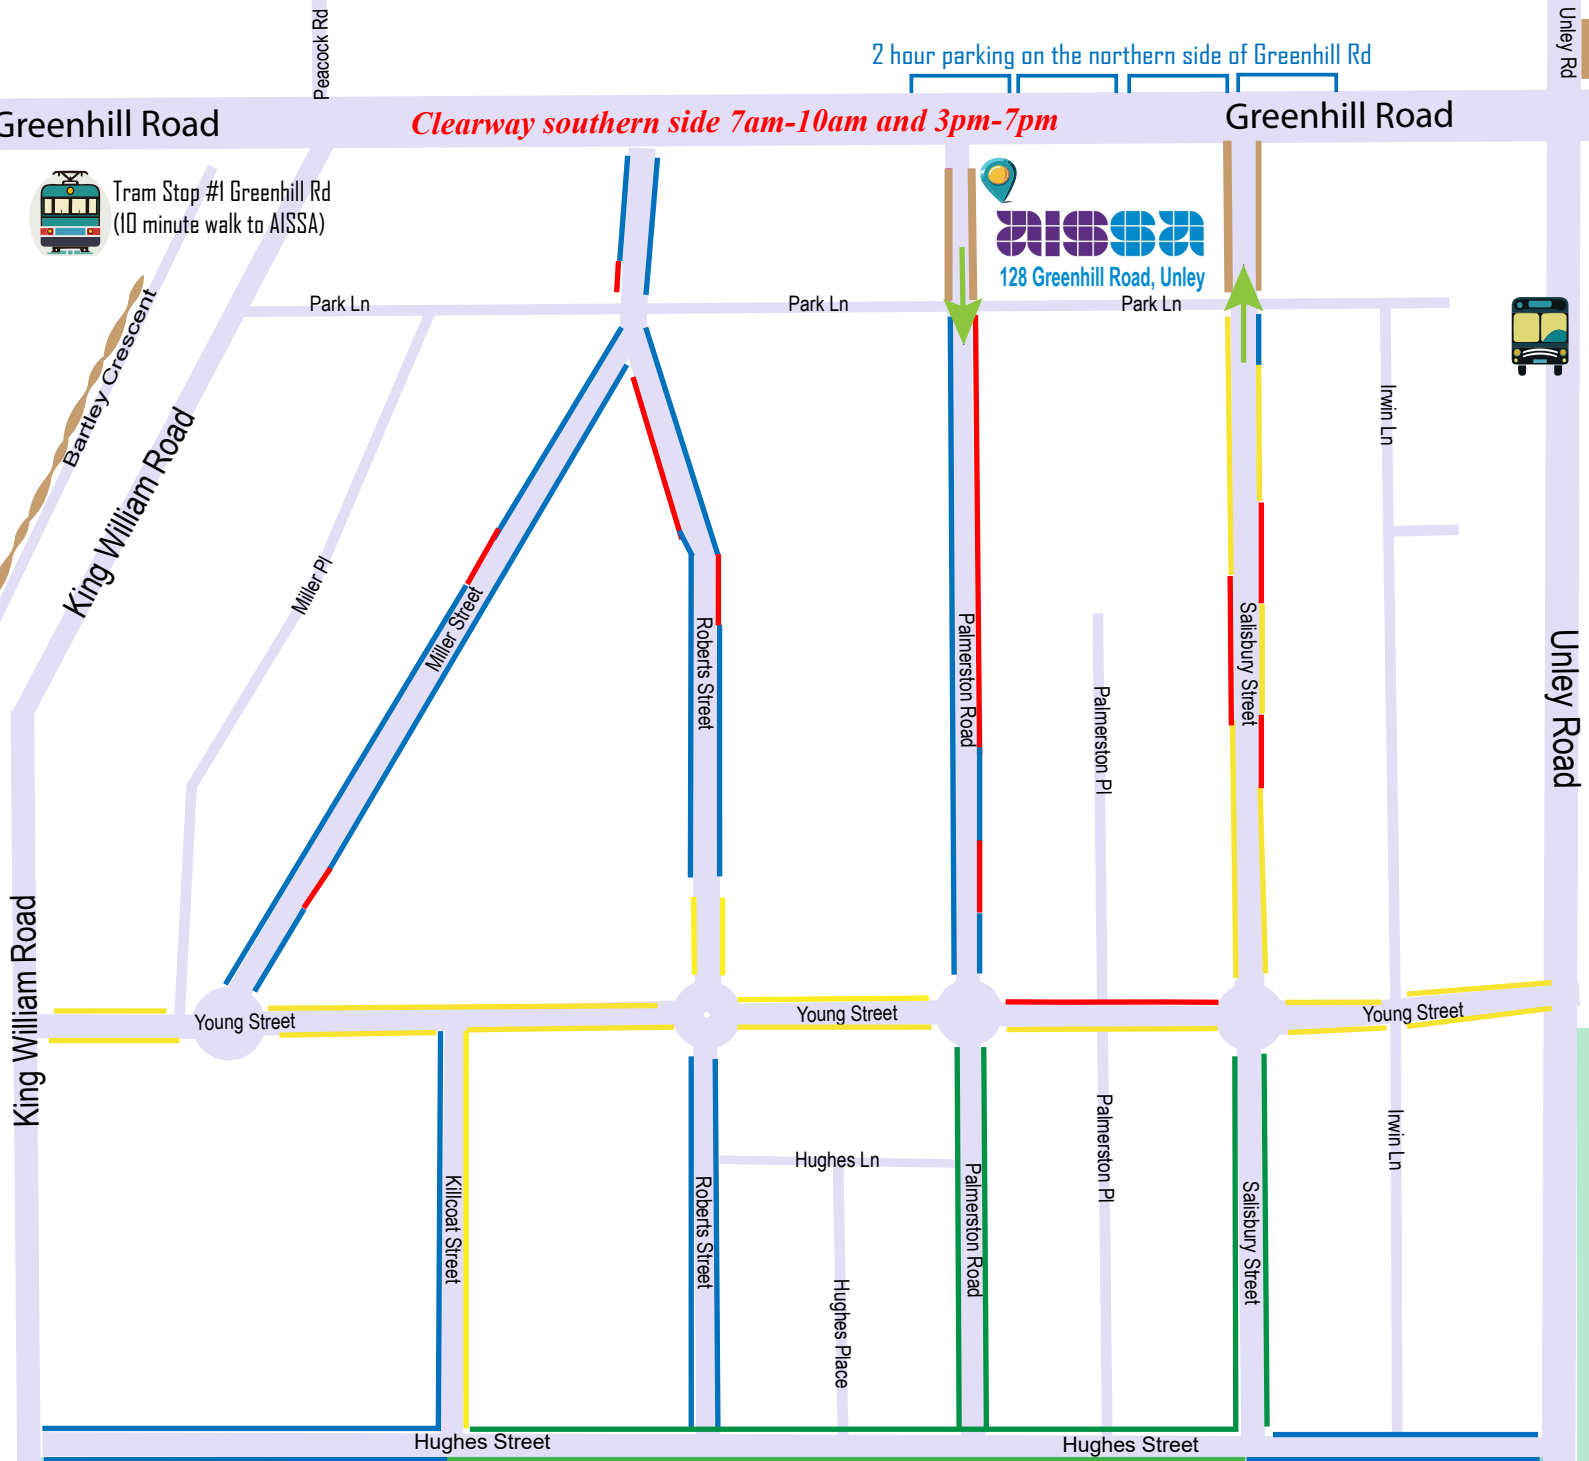 Peacock Rd
Unley Rd
2 hour parking on the northern side of Greenhill Rd
Greenhill Road
Clearway southern side 7am-10am and 3pm-7pm
Greenhill Road
Tram Stop #1 Greenhill Rd
(10 minute walk to AISSA)
aissa
128 Greenhill Road, Unley
Park Ln
Park Ln
Park Ln
Bartley Crescent
King William Road
Irwin Ln
Miller Pl
Miller Street
Roberts Street
Palmerston Road
Salisbury Street
Palmerston Pl
Unley Road
King William Road
Young Street
Young Street
Young Street
Killcoat Street
Roberts Street
Hughes Ln
Palmerston Road
Palmerston Pl
Salisbury Street
Irwin Ln
Hughes Place
Hughes Street
Hughes Street